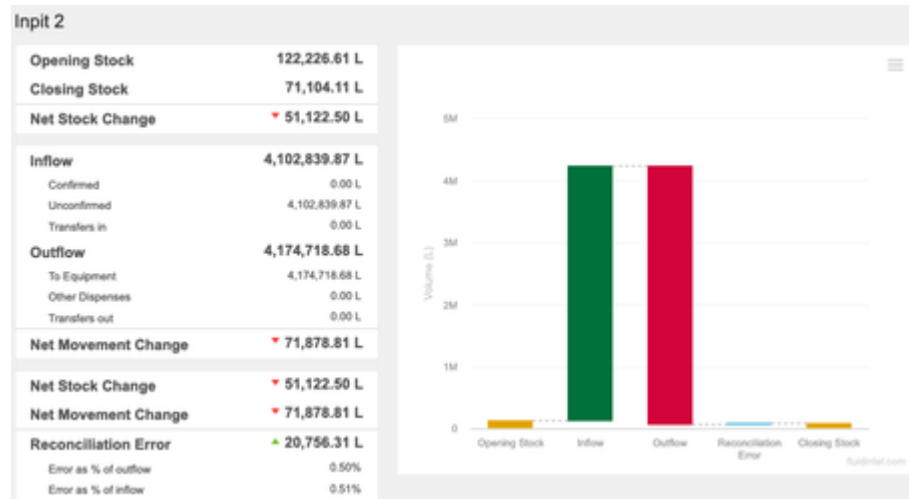 Inpit 2
Opening Stock 122,226.61 L
Closing Stock 71,104.11 L
Net Stock Change ▼ 51,122.50 L
Inflow 4,102,839.87 L
Confirmed 0.00 L
Unconfirmed 4,102,839.87 L
Transfers in 0.00 L
Outflow 4,174,718.68 L
To Equipment 4,174,718.68 L
Other Dispenses 0.00 L
Transfers out 0.00 L
Net Movement Change ▼ 71,878.81 L
Net Stock Change ▼ 51,122.50 L
Net Movement Change ▼ 71,878.81 L
Reconciliation Error ▲ 20,756.31 L
Error as % of outflow 0.50%
Error as % of inflow 0.51%
Volume (L)
5M
4M
3M
2M
1M
0
Opening Stock Inflow Outflow Reconciliation Error Closing Stock
fluidintel.com